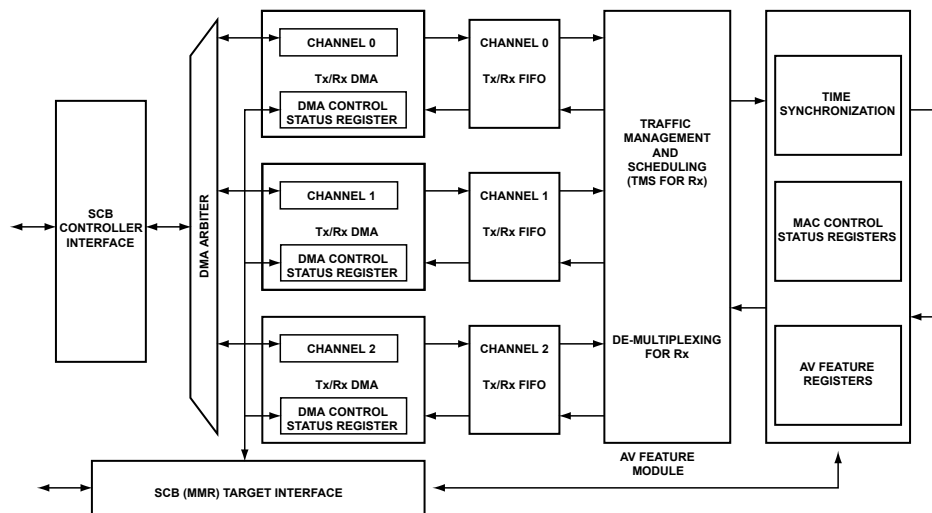 SCB
CONTROLLER
INTERFACE
DMA ARBITER
CHANNEL 0
Tx/Rx DMA
DMA CONTROL
STATUS REGISTER
CHANNEL 0
Tx/Rx FIFO
CHANNEL 1
Tx/Rx DMA
DMA CONTROL
STATUS REGISTER
CHANNEL 1
Tx/Rx FIFO
CHANNEL 2
Tx/Rx DMA
DMA CONTROL
STATUS REGISTER
CHANNEL 2
Tx/Rx FIFO
TRAFFIC
MANAGEMENT
AND
SCHEDULING
(TMS FOR Rx)
DE-MULTIPLEXING
FOR Rx
AV FEATURE
MODULE
TIME
SYNCHRONIZATION
MAC CONTROL
STATUS REGISTERS
AV FEATURE
REGISTERS
SCB (MMR) TARGET INTERFACE